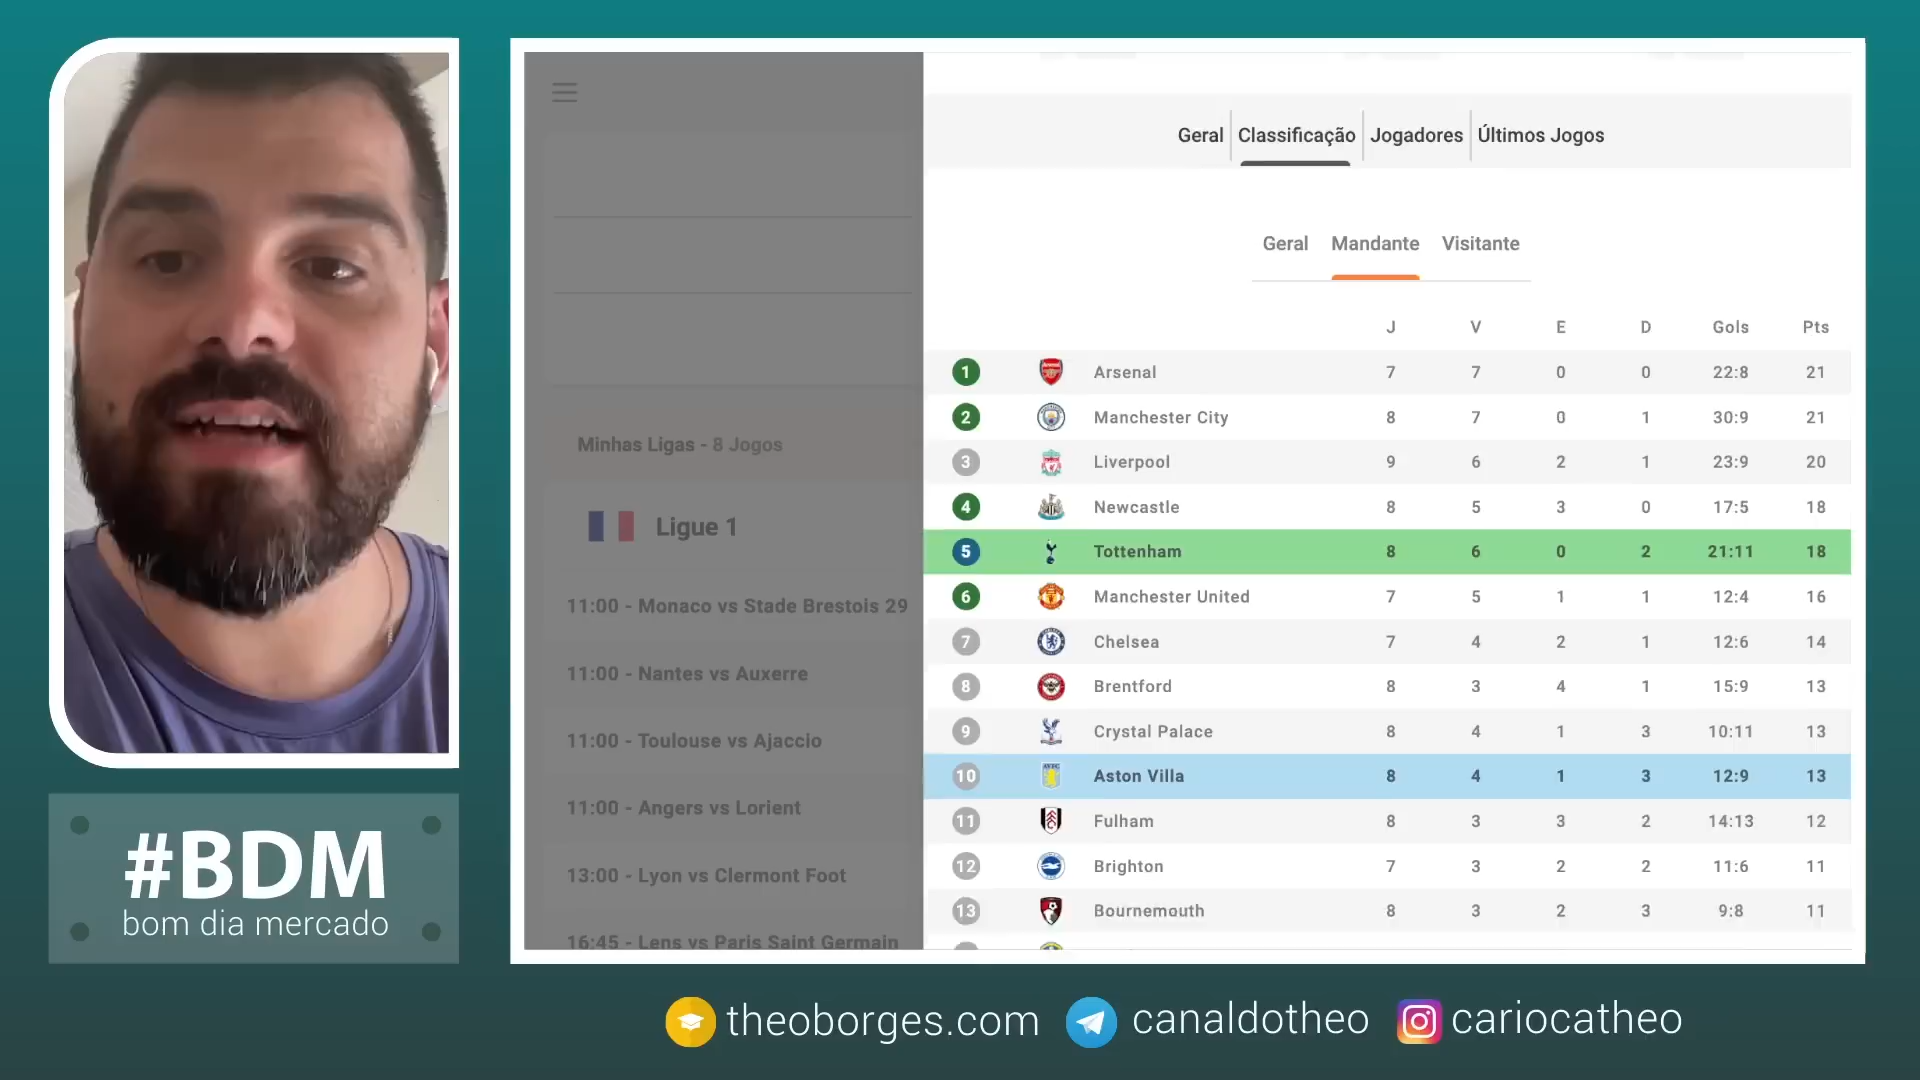 Geral Classificação Jogadores Últimos Jogos
Geral Mandante Visitante
J V E D Gols Pts
1 Arsenal 7 7 0 0 22:8 21
2 Manchester City 8 7 0 1 30:9 21
3 Liverpool 9 6 2 1 23:9 20
4 Newcastle 8 5 3 0 17:5 18
5 Tottenham 8 6 0 2 21:11 18
6 Manchester United 7 5 1 1 12:4 16
7 Chelsea 7 4 2 1 12:6 14
8 Brentford 8 3 4 1 15:9 13
9 Crystal Palace 8 4 1 3 10:11 13
10 Aston Villa 8 4 1 3 12:9 13
11 Fulham 8 3 3 2 14:13 12
12 Brighton 7 3 2 2 11:6 11
13 Bournemouth 8 3 2 3 9:8 11
Minhas Ligas - 8 Jogos
Ligue 1
11:00 - Monaco vs Stade Brestois 29
11:00 - Nantes vs Auxerre
11:00 - Toulouse vs Ajaccio
11:00 - Angers vs Lorient
13:00 - Lyon vs Clermont Foot
16:45 - Lens vs Paris Saint Germain
#BDM
bom dia mercado
theoborges.com canaldotheo cariocatheo